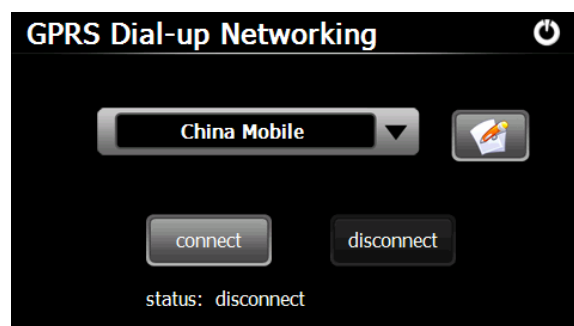 GPRS Dial-up Networking
China Mobile
connect disconnect
status: disconnect